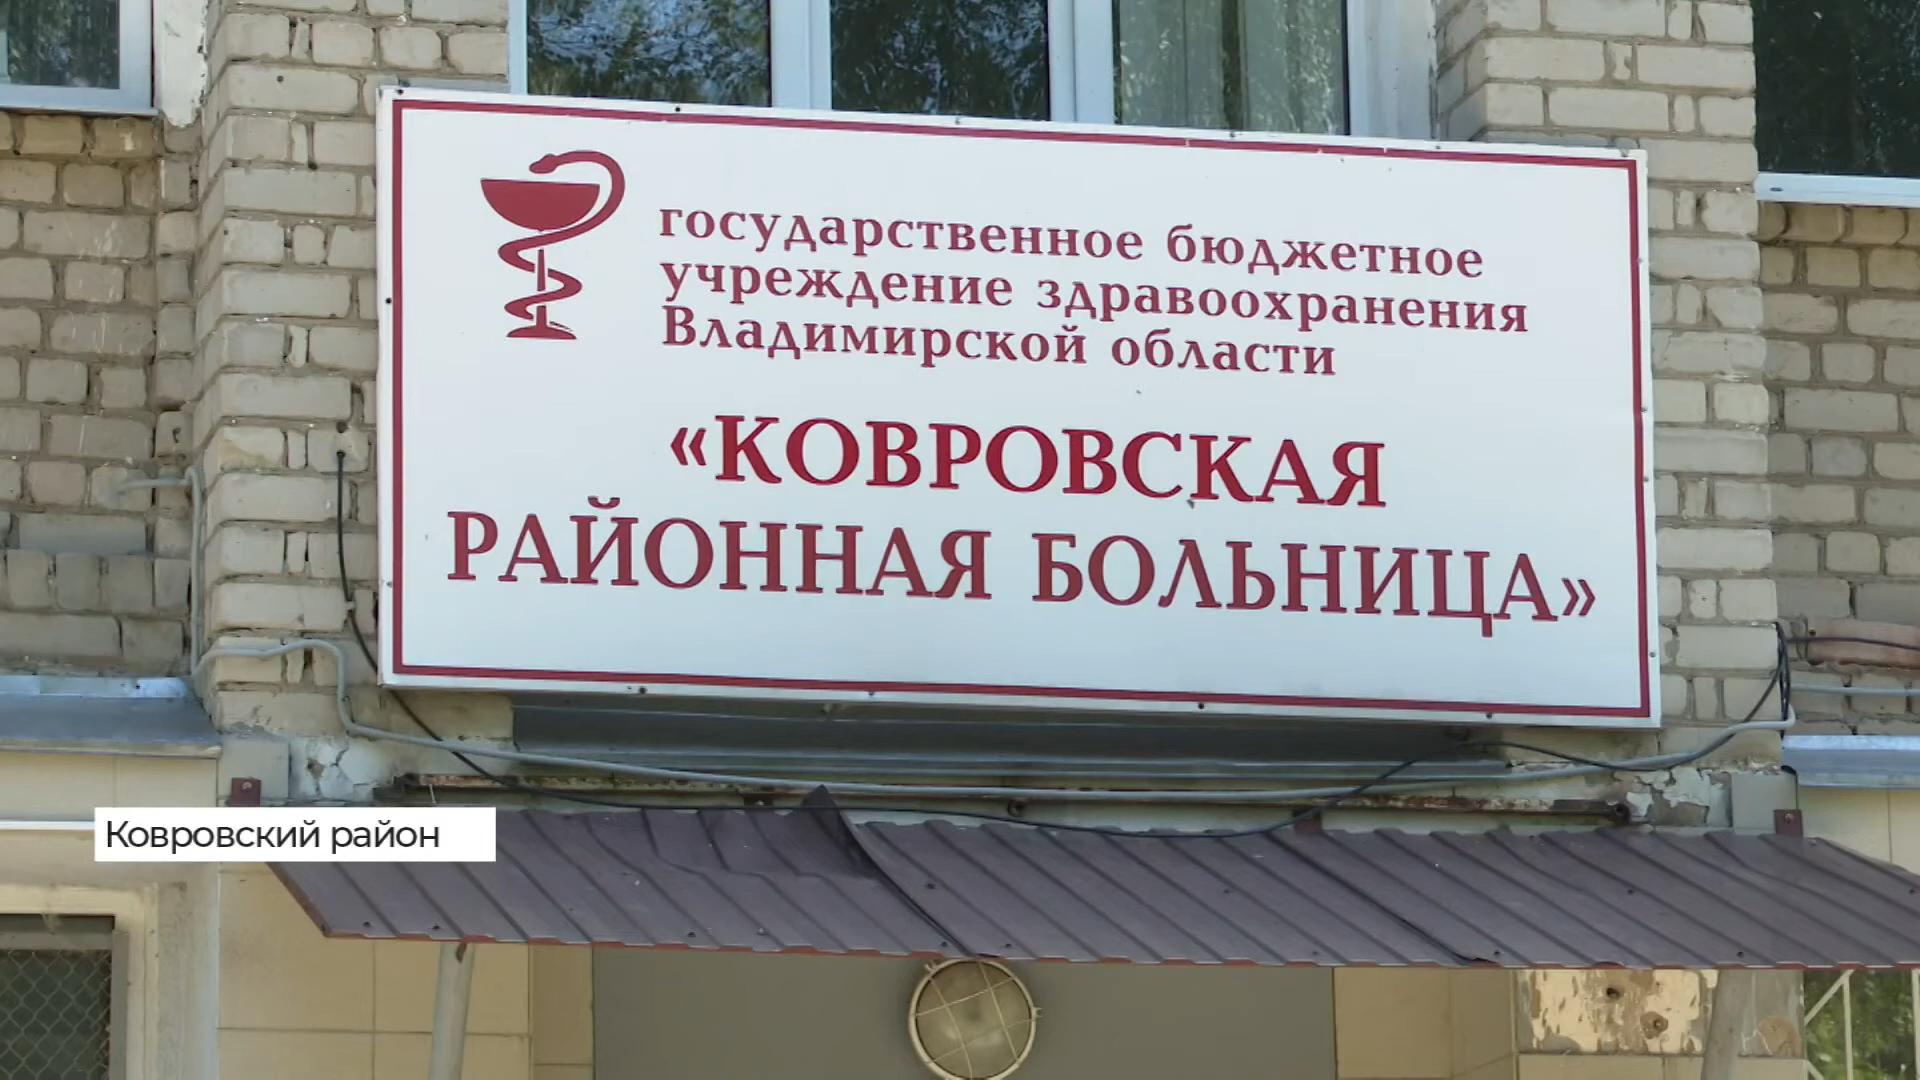 государственное бюджетное
учреждение здравоохранения
Владимирской области
«КОВРОВСКАЯ
РАЙОННАЯ БОЛЬНИЦА»
Ковровский район